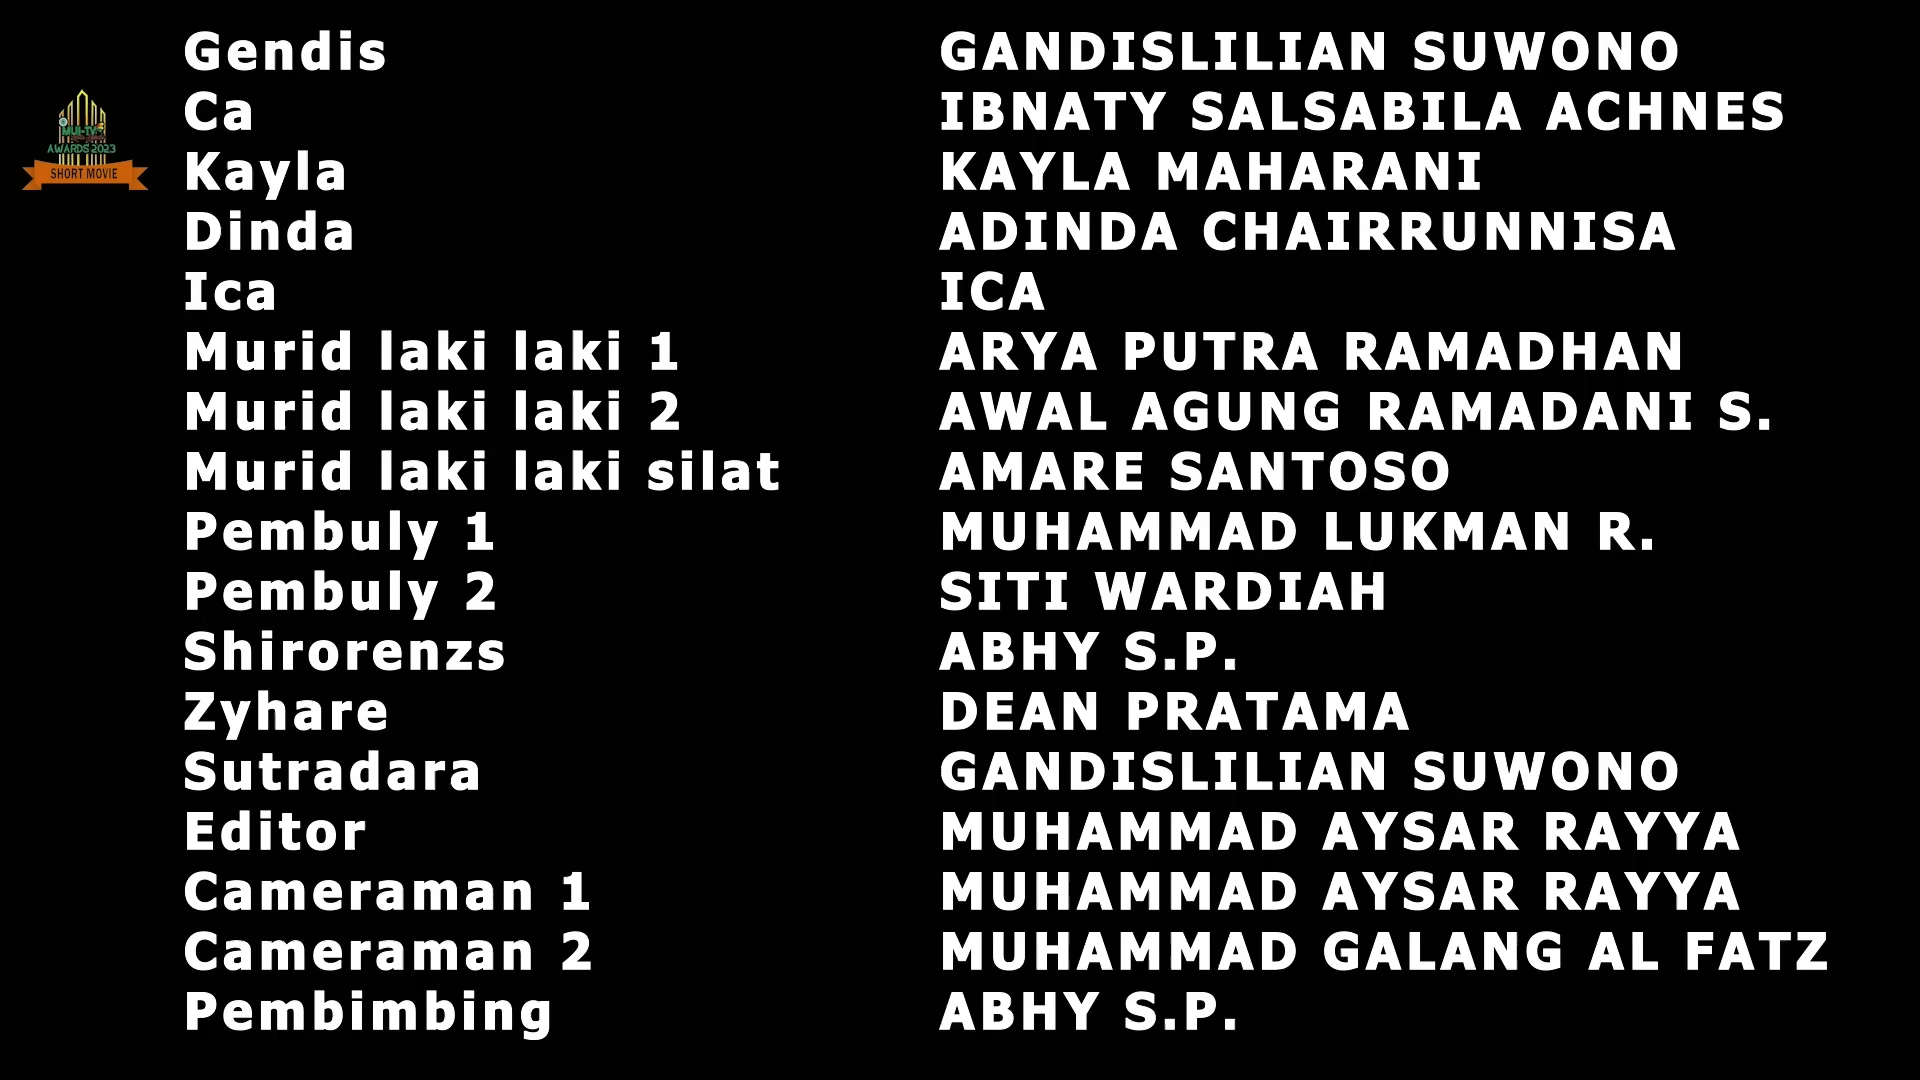 Gendis GANDISLILIAN SUWONO
Ca IBNATY SALSABILA ACHNES
Kayla KAYLA MAHARANI
Dinda ADINDA CHAIRRUNNISA
Ica ICA
Murid laki laki 1 ARYA PUTRA RAMADHAN
Murid laki laki 2 AWAL AGUNG RAMADANI S.
Murid laki laki silat AMARE SANTOSO
Pembuly 1 MUHAMMAD LUKMAN R.
Pembuly 2 SITI WARDIAH
Shirorenzs ABHY S.P.
Zyhare DEAN PRATAMA
Sutradara GANDISLILIAN SUWONO
Editor MUHAMMAD AYSAR RAYYA
Cameraman 1 MUHAMMAD AYSAR RAYYA
Cameraman 2 MUHAMMAD GALANG AL FATZ
Pembimbing ABHY S.P.
MUI-TV
AWARDS 2023
SHORT MOVIE